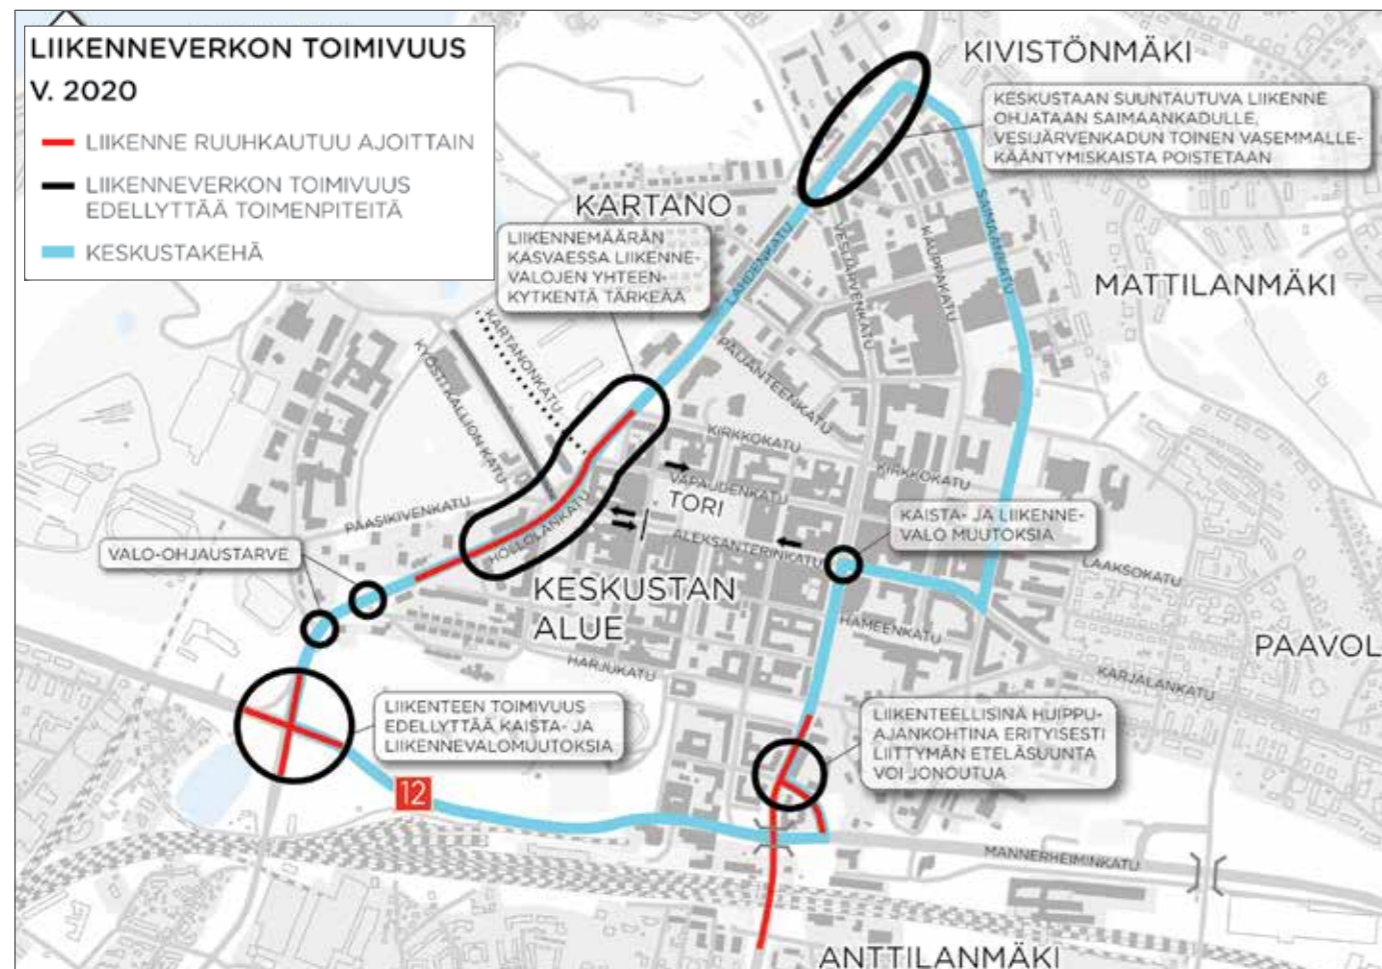 LIIKENNEVERKON TOIMIVUUS
V. 2020
LIIKENNE RUUHKAUTUU AJOITTAIN
LIIKENNEVERKON TOIMIVUUS
EDELLYTTÄÄ TOIMENPITEITÄ
KESKUSTAKEHÄ
KIVISTÖNMÄKI
KESKUSTAAN SUUNTAUTUVA LIIKENNE
OHJATAAN SAIMAANKADULLE,
VESIJÄRVENKADUN TOINEN VASEMMALLE-
KÄÄNTYMISKAISTA POISTETAAN
KARTANO
LIIKENNEMÄÄRÄN
KASVAESSA LIIKENNE-
VALOJEN YHTEEN-
KYTKENTÄ TÄRKEÄÄ
LAHDENKATU
VESIJÄRVENKATU
KAUPPAKATU
SAIMAANKATU
MATTILANMÄKI
KARTANONKATU
KYÖSTI KALLION KATU
PÄIJÄNTEENKATU
KIRKKOKATU
KIRKKOKATU
VAPAUDENKATU
TORI
PAASIKIVENKATU
HOLLOLANKATU
ALEKSANTERINKATU
KAISTA- JA LIIKENNE-
VALO MUUTOKSIA
VALO-OHJAUSTARVE
LAAKSOKATU
KESKUSTAN
ALUE
HÄMEENKATU
HARJUKATU
KARJALANKATU
PAAVOL
LIIKENTEEN TOIMIVUUS
EDELLYTTÄÄ KAISTA- JA
LIIKENNEVALOMUUTOKSIA
LIIKENTEELLISINÄ HUIPPU-
AJANKOHTINA ERITYISESTI
LIITTYMÄN ETELÄSUUNTA
VOI JONOUTUA
12
MANNERHEIMINKATU
ANTTILANMÄKI